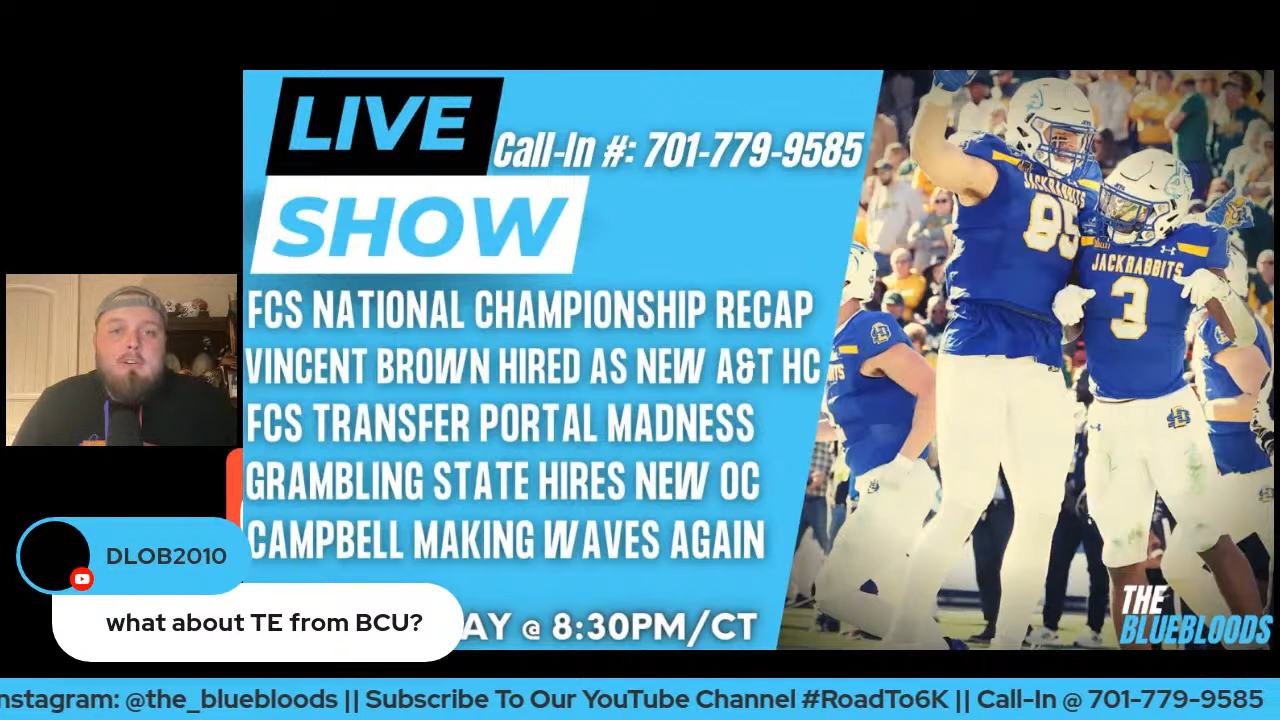 LIVE
Call-In #: 701-779-9585
SHOW
FCS NATIONAL CHAMPIONSHIP RECAP
VINCENT BROWN HIRED AS NEW A&T HC
FCS TRANSFER PORTAL MADNESS
GRAMBLING STATE HIRES NEW OC
CAMPBELL MAKING WAVES AGAIN
AY @ 8:30PM/CT
JACKRABBITS
85
JACKRABBITS
3
THE
BLUEBLOODS
DLOB2010
what about TE from BCU?
nstagram: @the_bluebloods || Subscribe To Our YouTube Channel #RoadTo6K || Call-In @ 701-779-9585